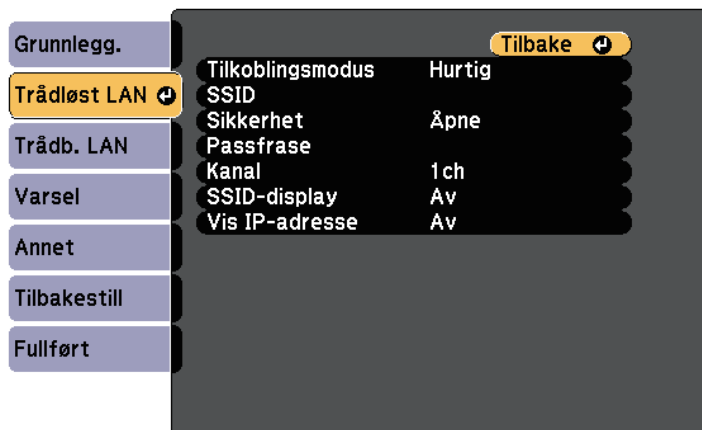 Grunnlegg.
Trådløst LAN
Trådb. LAN
Varsel
Annet
Tilbakestill
Fullført
Tilbake
Tilkoblingsmodus Hurtig
SSID
Sikkerhet Åpne
Passfrase
Kanal 1ch
SSID-display Av
Vis IP-adresse Av